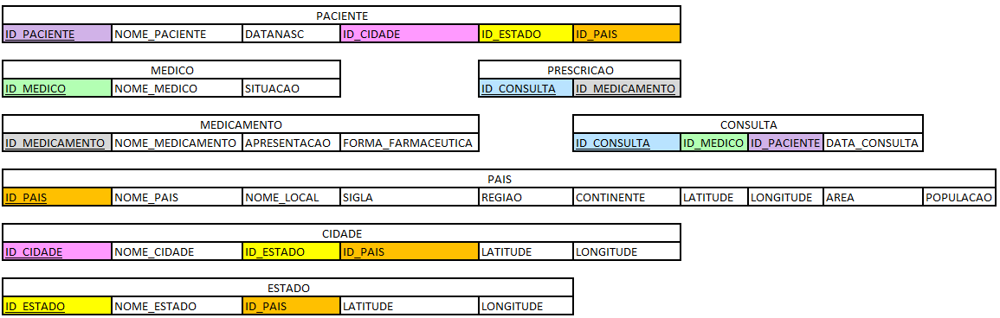 PACIENTE
ID_PACIENTE NOME_PACIENTE DATANASC ID_CIDADE ID_ESTADO ID_PAIS
MEDICO
ID_MEDICO NOME_MEDICO SITUACAO
PRESCRICAO
ID_CONSULTA ID_MEDICAMENTO
MEDICAMENTO
ID_MEDICAMENTO NOME_MEDICAMENTO APRESENTACAO FORMA_FARMACEUTICA
CONSULTA
ID_CONSULTA ID_MEDICO ID_PACIENTE DATA_CONSULTA
PAIS
ID_PAIS NOME_PAIS NOME_LOCAL SIGLA REGIAO CONTINENTE LATITUDE LONGITUDE AREA POPULACAO
CIDADE
ID_CIDADE NOME_CIDADE ID_ESTADO ID_PAIS LATITUDE LONGITUDE
ESTADO
ID_ESTADO NOME_ESTADO ID_PAIS LATITUDE LONGITUDE